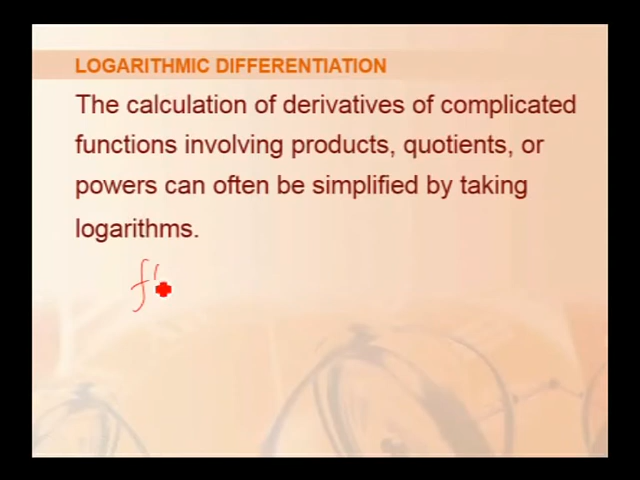 LOGARITHMIC DIFFERENTIATION
The calculation of derivatives of complicated
functions involving products, quotients, or
powers can often be simplified by taking
logarithms.
f'